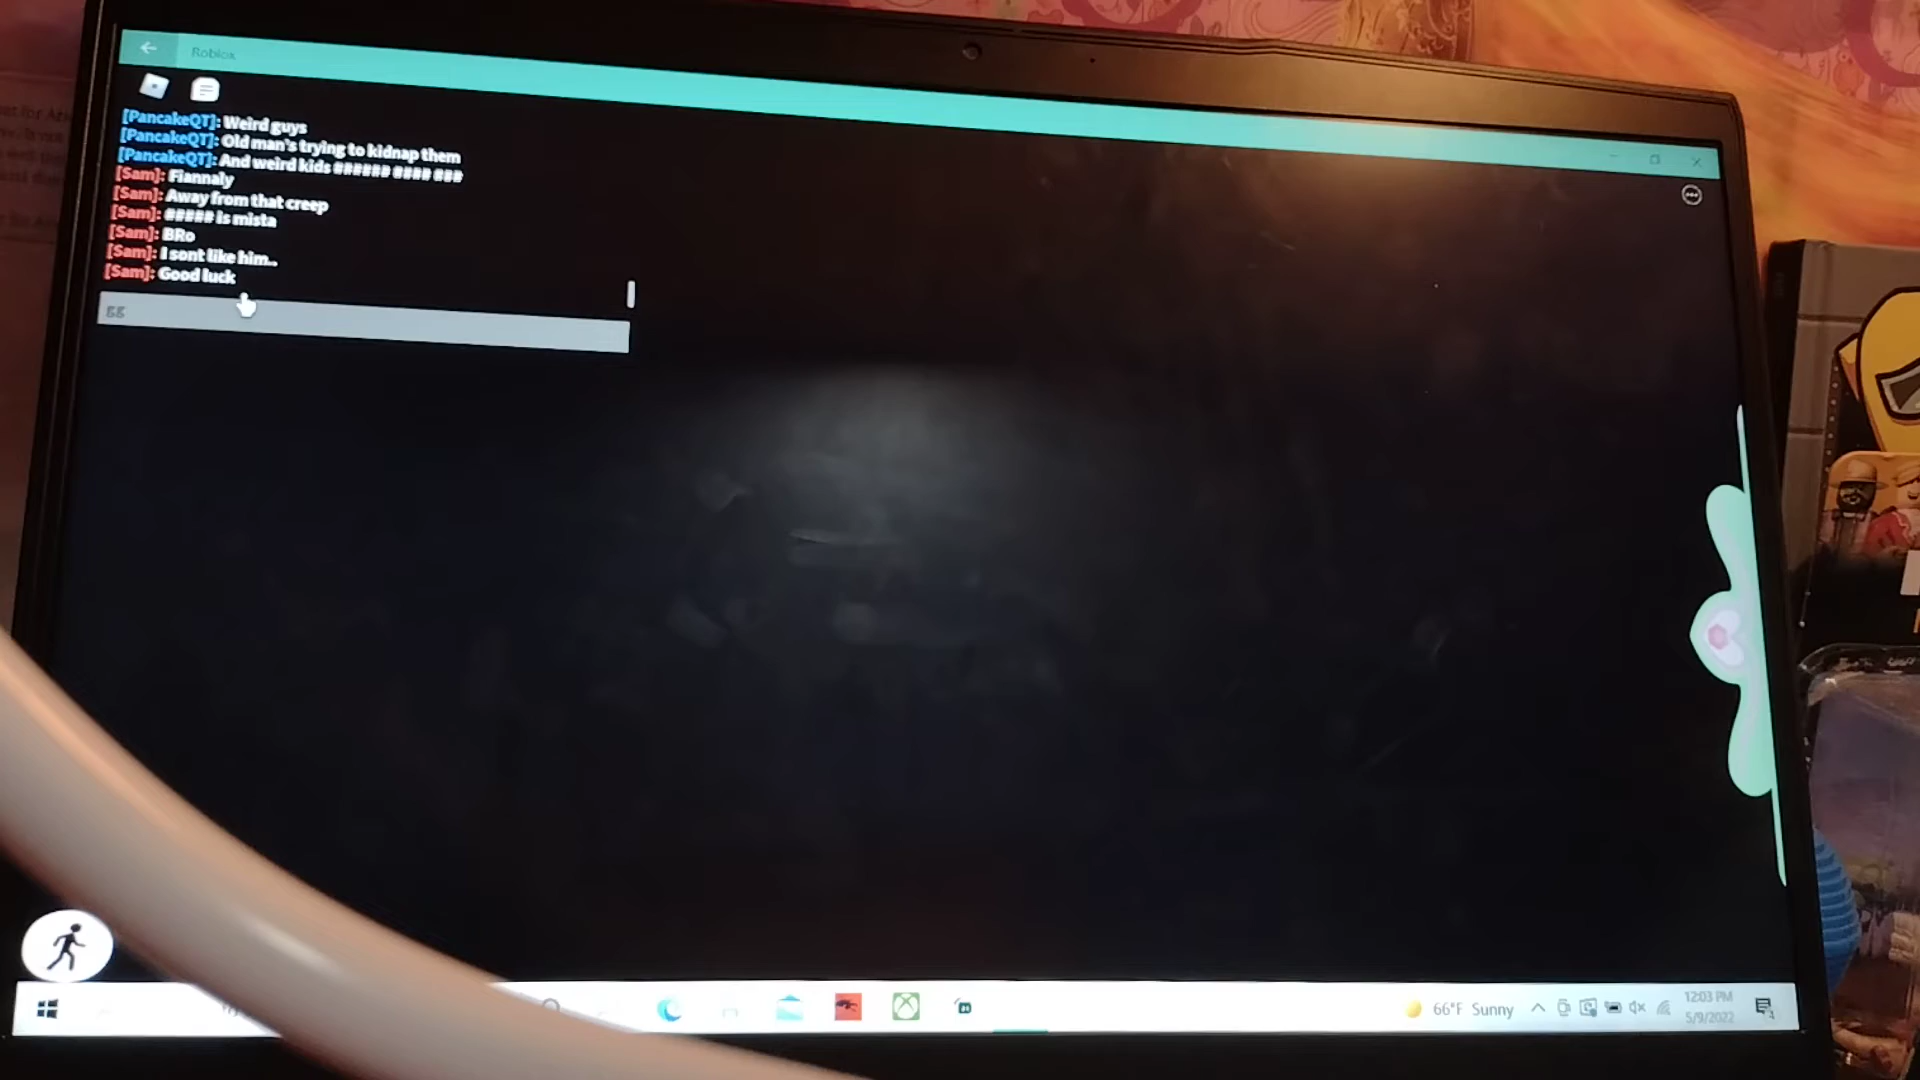 Roblox
[PancakeQT]: Weird guys
[PancakeQT]: Old man's trying to kidnap them
[PancakeQT]: And weird kids ###### #### ###
[Sam]: Fiannaly
[Sam]: Away from that creep
[Sam]: ##### is mista
[Sam]: BRo
[Sam]: I sont like him..
[Sam]: Good luck
gg
66°F Sunny
12:03 PM
5/9/2022